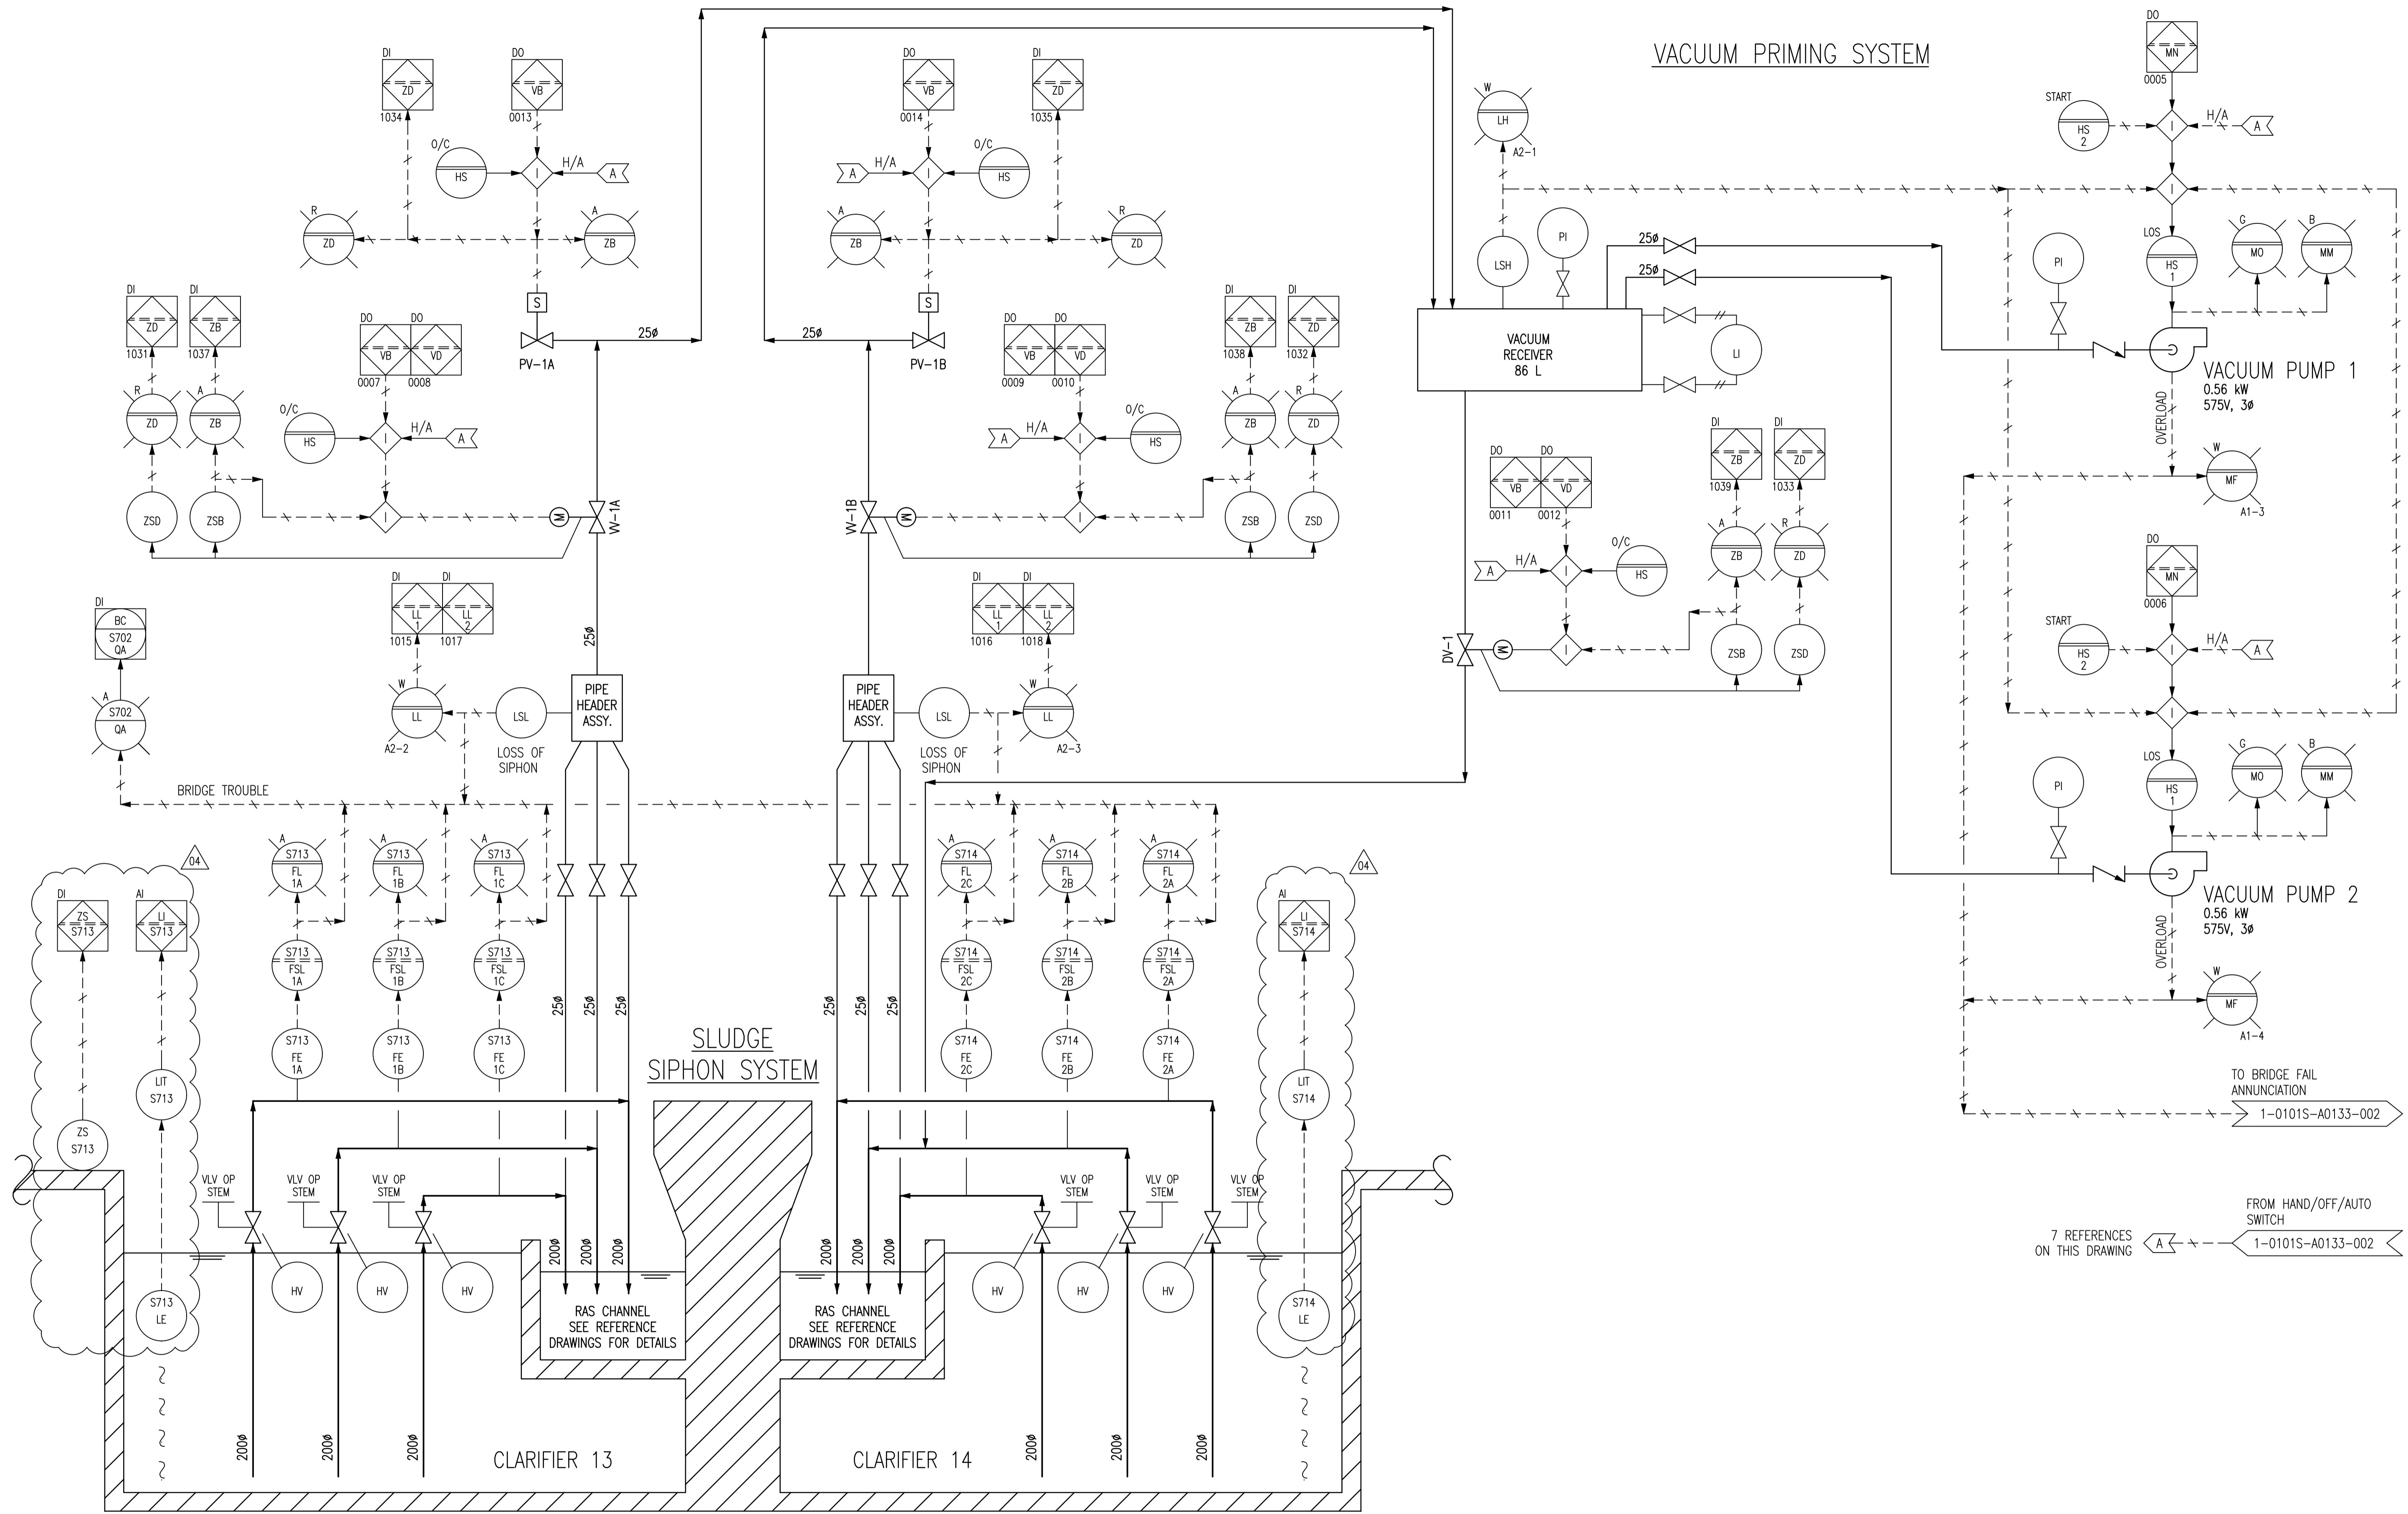 VACUUM PRIMING SYSTEM
DI
ZD
1034
DO
VB
0013
O/C
HS
H/A
A
I
R
ZD
A
ZB
S
PV-1A
25ø
DO
VB
0014
DI
ZD
1035
A
H/A
I
O/C
HS
A
ZB
R
ZD
S
PV-1B
25ø
DI
ZD
1031
DI
ZB
1037
R
ZD
A
ZB
ZSD
ZSB
DO
VB
0007
DO
VD
0008
O/C
HS
H/A
A
I
I
M
VV-1A
DO
VB
0009
DO
VD
0010
A
H/A
I
O/C
HS
I
M
VV-1B
DI
ZB
1038
DI
ZD
1032
A
ZB
R
ZD
ZSB
ZSD
W
LH
A2-1
LSH
PI
25ø
25ø
VACUUM
RECEIVER
86 L
LI
DO
VB
0011
DO
VD
0012
A
H/A
I
O/C
HS
I
M
DV-1
DI
ZB
1039
DI
ZD
1033
A
ZB
R
ZD
ZSB
ZSD
DO
MN
0005
START
HS
2
I
H/A
A
I
LOS
HS
1
G
MO
B
MM
PI
VACUUM PUMP 1
0.56 kW
575V, 3ø
OVERLOAD
W
MF
A1-3
DO
MN
0006
START
HS
2
I
H/A
A
I
LOS
HS
1
G
MO
B
MM
PI
VACUUM PUMP 2
0.56 kW
575V, 3ø
OVERLOAD
W
MF
A1-4
TO BRIDGE FAIL
ANNUNCIATION
1-0101S-A0133-002
FROM HAND/OFF/AUTO
SWITCH
1-0101S-A0133-002
7 REFERENCES
ON THIS DRAWING
A
DI
BC
S702
QA
A
S702
QA
BRIDGE TROUBLE
DI
LL
1
1015
DI
LL
2
1017
W
LL
A2-2
LSL
LOSS OF
SIPHON
25ø
PIPE
HEADER
ASSY.
DI
LL
1
1016
DI
LL
2
1018
PIPE
HEADER
ASSY.
LSL
LOSS OF
SIPHON
W
LL
A2-3
04
DI
ZS
S713
AI
LI
S713
LIT
S713
ZS
S713
S713
LE
A
S713
FL
1A
A
S713
FL
1B
A
S713
FL
1C
S713
FSL
1A
S713
FSL
1B
S713
FSL
1C
S713
FE
1A
S713
FE
1B
S713
FE
1C
25ø
25ø
25ø
SLUDGE
SIPHON SYSTEM
25ø
25ø
25ø
A
S714
FL
2C
A
S714
FL
2B
A
S714
FL
2A
S714
FSL
2C
S714
FSL
2B
S714
FSL
2A
S714
FE
2C
S714
FE
2B
S714
FE
2A
04
AI
LI
S714
LIT
S714
S714
LE
VLV OP
STEM
VLV OP
STEM
VLV OP
STEM
HV
HV
HV
200ø
200ø
200ø
RAS CHANNEL
SEE REFERENCE
DRAWINGS FOR DETAILS
200ø
200ø
200ø
RAS CHANNEL
SEE REFERENCE
DRAWINGS FOR DETAILS
VLV OP
STEM
VLV OP
STEM
VLV OP
STEM
HV
HV
HV
200ø
200ø
200ø
CLARIFIER 13
CLARIFIER 14
200ø
200ø
200ø